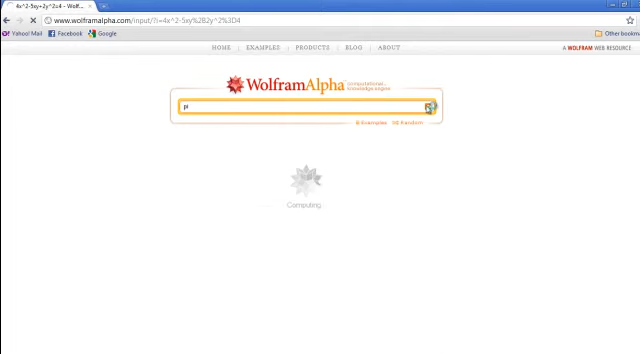 4x^2-5xy+2y^2=4 - Wolf...
www.wolframalpha.com/input/?i=4x^2-5xy%2B2y^2%3D4
Yahoo! Mail Facebook Google Other bookma
HOME EXAMPLES PRODUCTS BLOG ABOUT A WOLFRAM WEB RESOURCE
WolframAlpha computational knowledge engine
pi
Examples Random
Computing